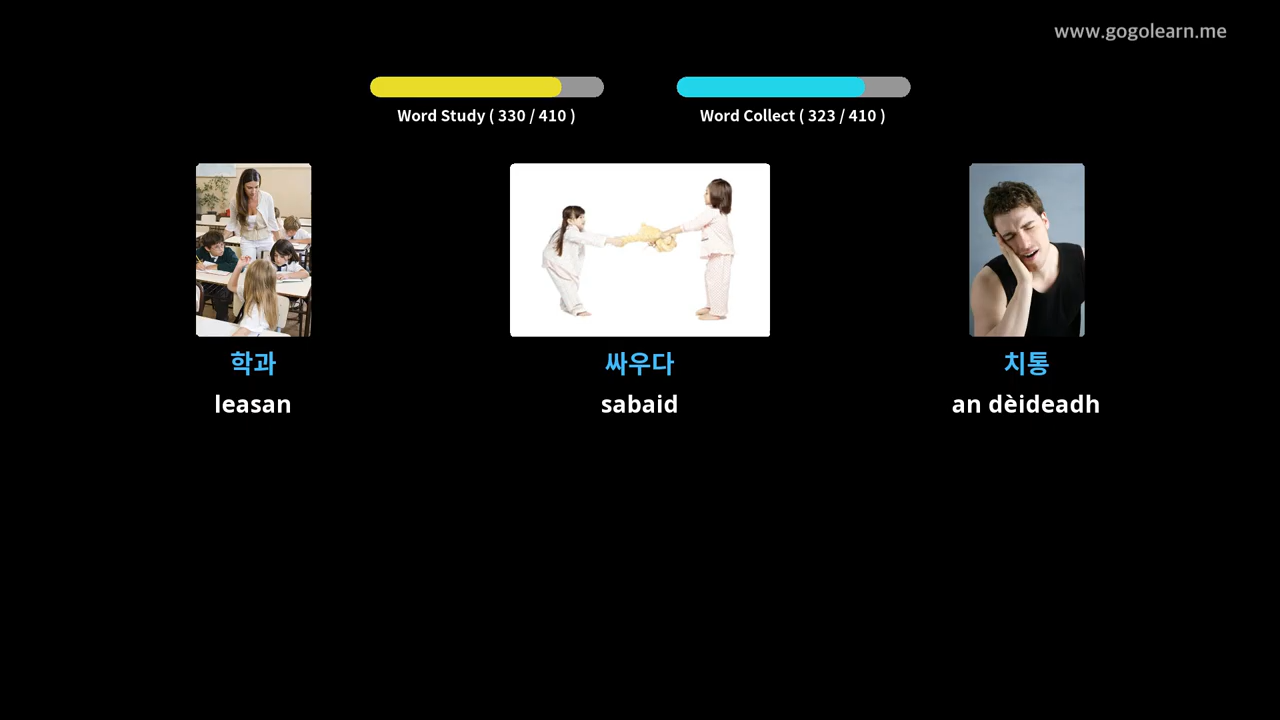 www.gogolearn.me
Word Study ( 330 / 410 )
Word Collect ( 323 / 410 )
학과
싸우다
치통
leasan
sabaid
an dèideadh